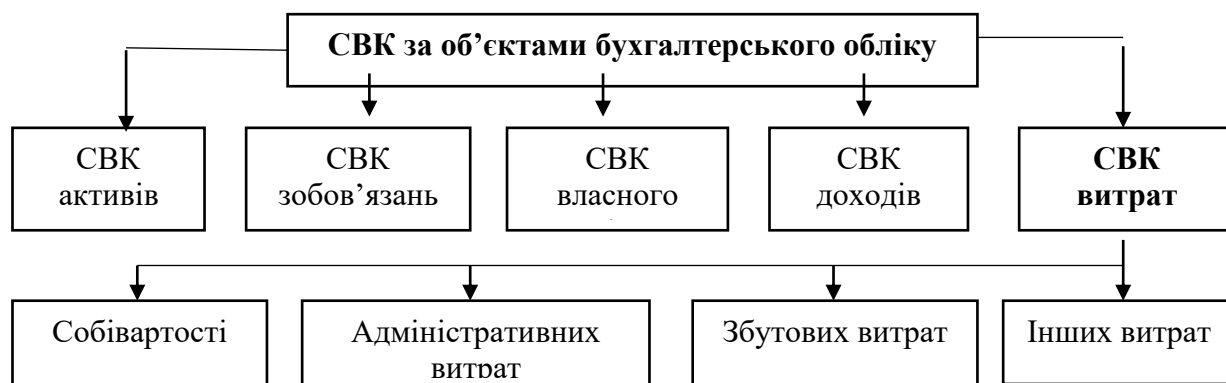 СВК за об’єктами бухгалтерського обліку
СВК
активів
СВК
зобов’язань
СВК
власного
СВК
доходів
СВК
витрат
Собівартості
Адміністративних
витрат
Збутових витрат
Інших витрат